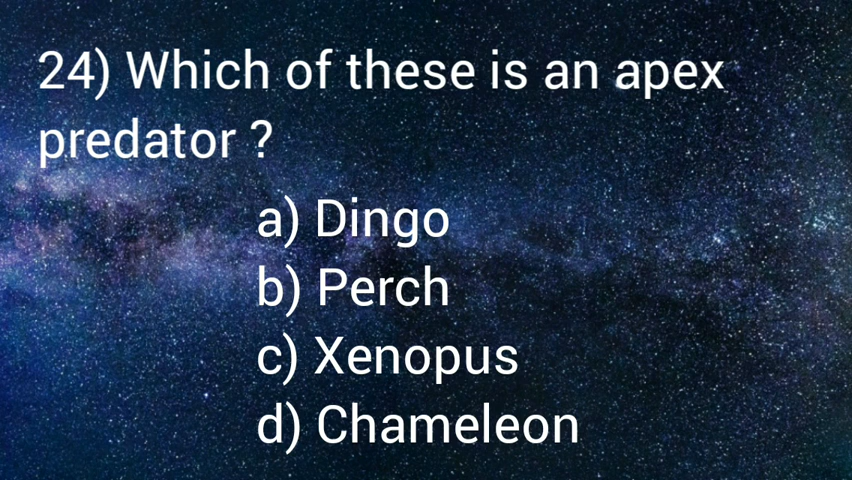 24) Which of these is an apex
predator ?
a) Dingo
b) Perch
c) Xenopus
d) Chameleon